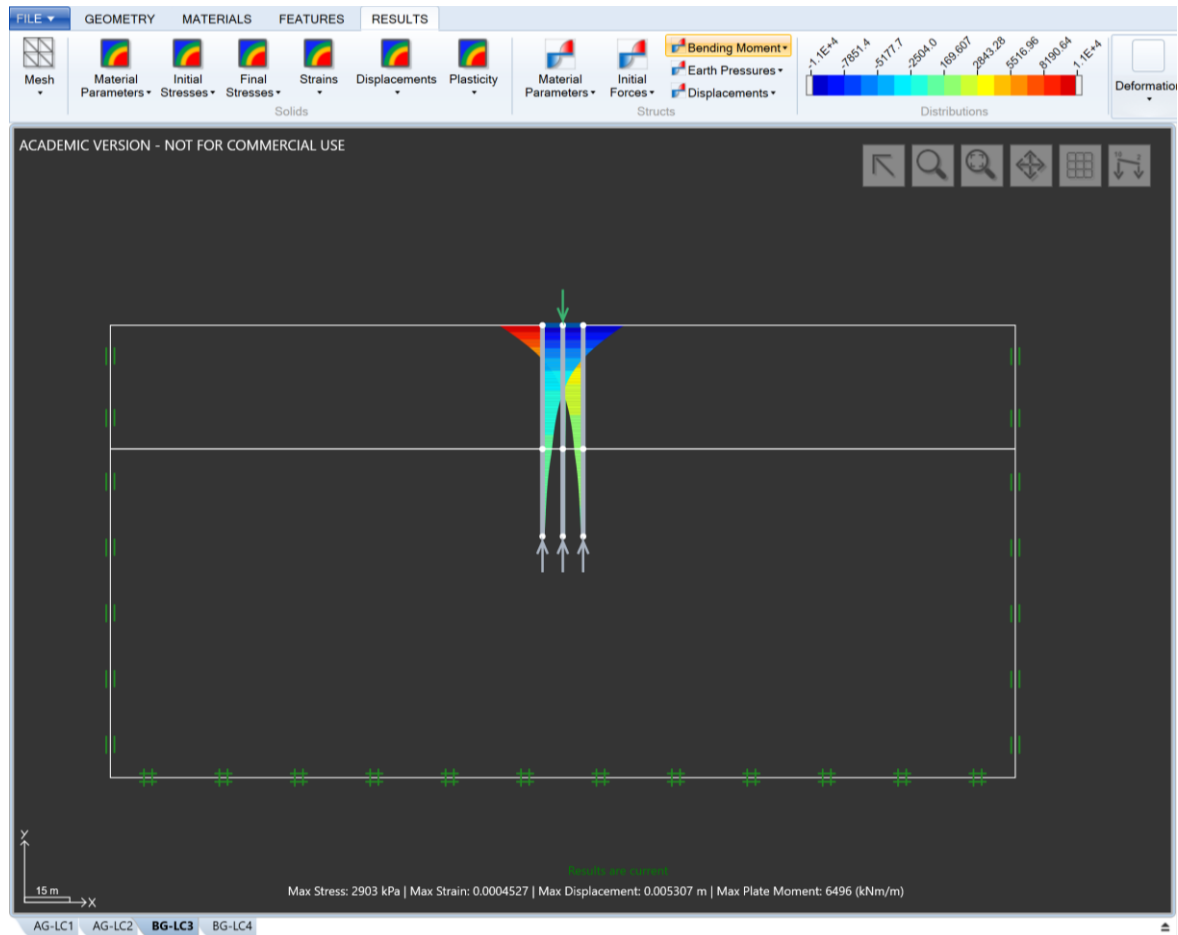 FILE GEOMETRY MATERIALS FEATURES RESULTS
Mesh
Material Parameters
Initial Stresses
Final Stresses
Strains
Displacements
Plasticity
Solids
Material Parameters
Initial Forces
Bending Moment
Earth Pressures
Displacements
Structs
-1.1E+4 -7851.4 -5177.7 -2504.0 169.607 2843.28 5516.96 8190.64 1.1E+4
Distributions
Deformation
ACADEMIC VERSION - NOT FOR COMMERCIAL USE
Y
15 m
X
Results are current
Max Stress: 2903 kPa | Max Strain: 0.0004527 | Max Displacement: 0.005307 m | Max Plate Moment: 6496 (kNm/m)
AG-LC1 AG-LC2 BG-LC3 BG-LC4